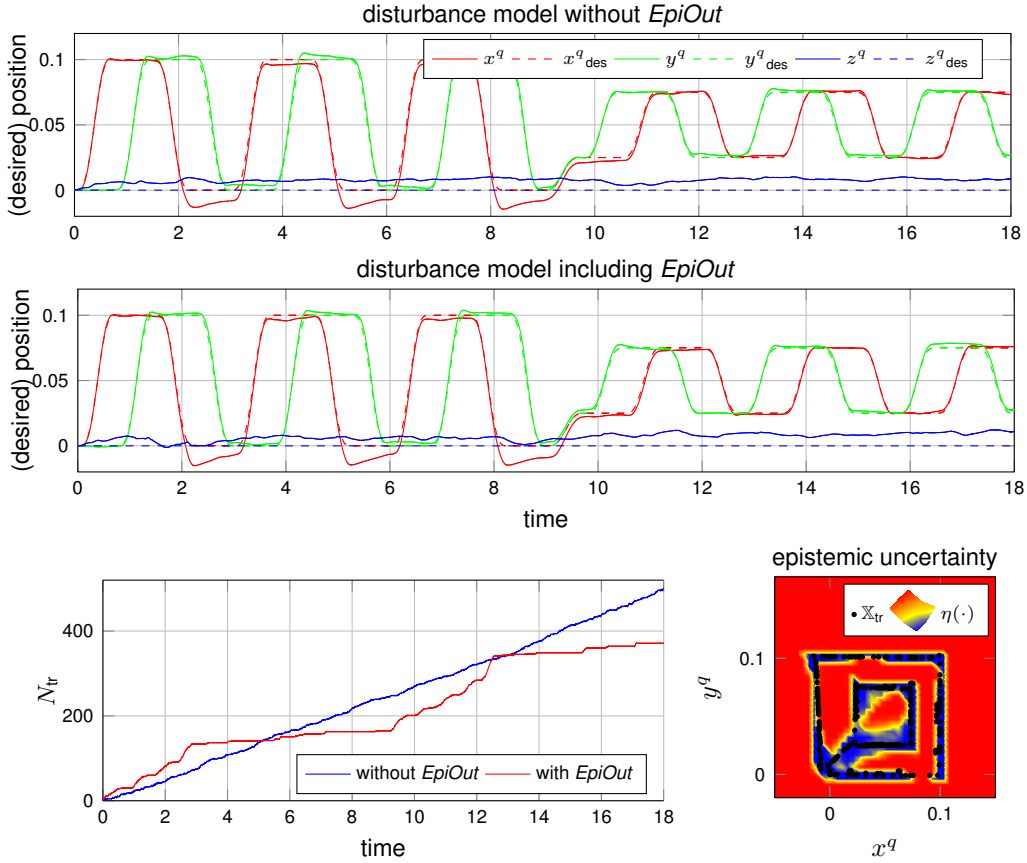 disturbance model without EpiOut
(desired) position
0.1
0.05
0
x^q x^q_des y^q y^q_des z^q z^q_des
0 2 4 6 8 10 12 14 16 18
disturbance model including EpiOut
(desired) position
0.1
0.05
0
0 2 4 6 8 10 12 14 16 18
time
N_tr
400
200
0
without EpiOut with EpiOut
0 2 4 6 8 10 12 14 16 18
time
epistemic uncertainty
𝕏_tr η(·)
y^q
0.1
0
0 0.1
x^q